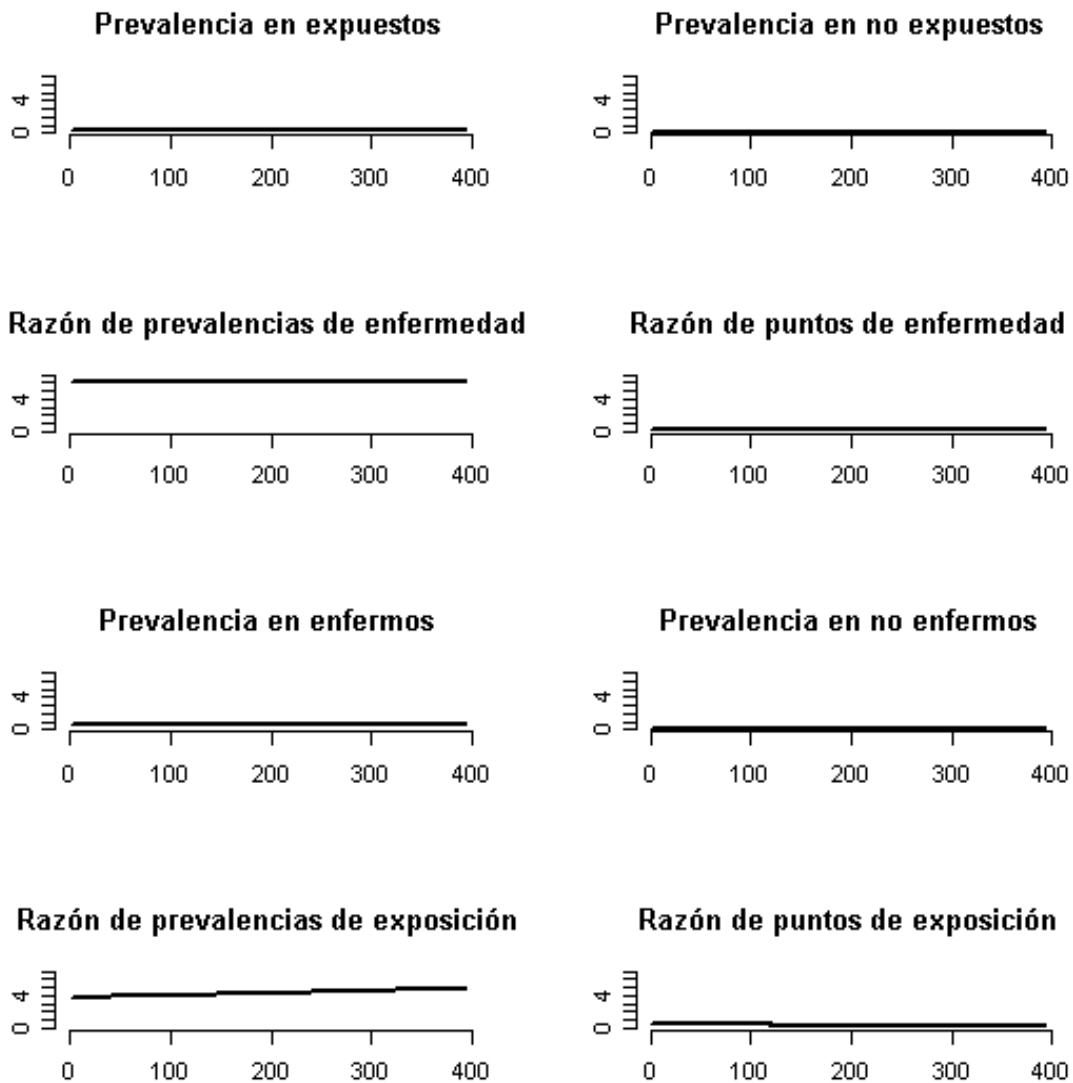 Prevalencia en expuestos
Prevalencia en no expuestos
0 4
0 4
0 100 200 300 400
0 100 200 300 400
Razón de prevalencias de enfermedad
Razón de puntos de enfermedad
0 4
0 4
0 100 200 300 400
0 100 200 300 400
Prevalencia en enfermos
Prevalencia en no enfermos
0 4
0 4
0 100 200 300 400
0 100 200 300 400
Razón de prevalencias de exposición
Razón de puntos de exposición
0 4
0 4
0 100 200 300 400
0 100 200 300 400